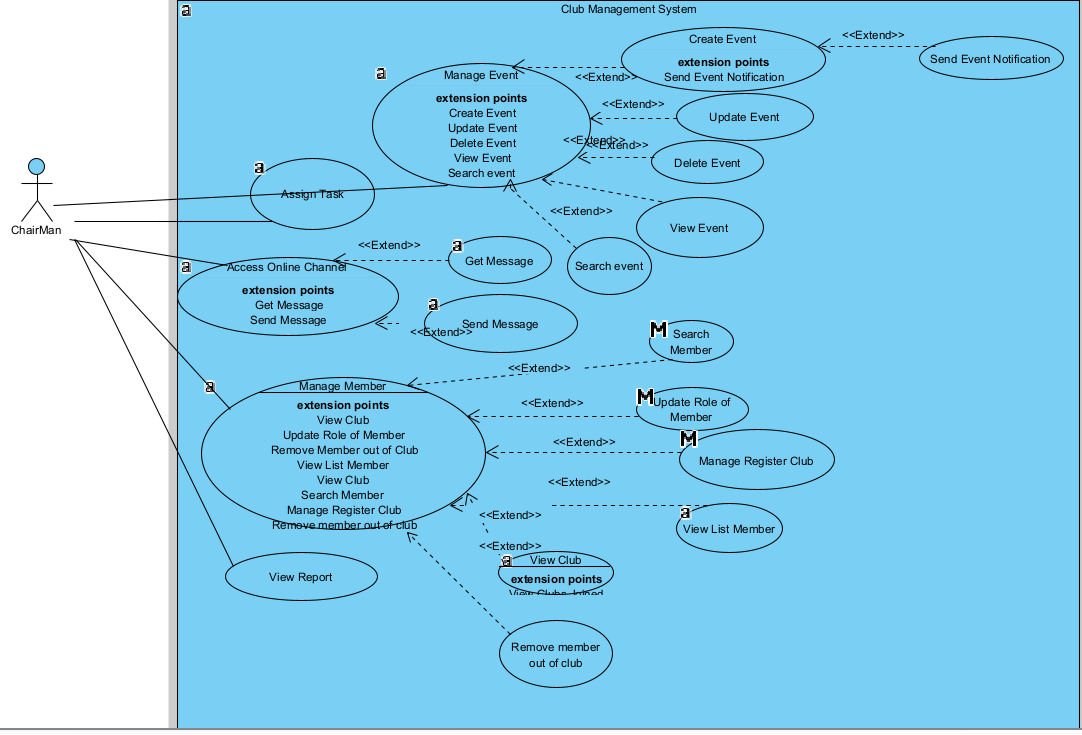 a
Club Management System
Create Event
extension points
Send Event Notification
<<Extend>>
Send Event Notification
a
Manage Event
extension points
Create Event
Update Event
Delete Event
View Event
Search event
<<Extend>>
<<Extend>>
Update Event
<<Extend>>
<<Extend>>
Delete Event
<<Extend>>
View Event
Search event
a
Assign Task
ChairMan
a
Access Online Channel
extension points
Get Message
Send Message
<<Extend>>
a
Get Message
a
Send Message
<<Extend>>
M
Search
Member
<<Extend>>
a
Manage Member
extension points
View Club
Update Role of Member
Remove Member out of Club
View List Member
View Club
Search Member
Manage Register Club
Remove member out of club
<<Extend>>
M
Update Role of
Member
<<Extend>>
M
Manage Register Club
<<Extend>>
a
View List Member
<<Extend>>
<<Extend>>
a
View Club
extension points
View Clubs Joined
View Report
Remove member
out of club